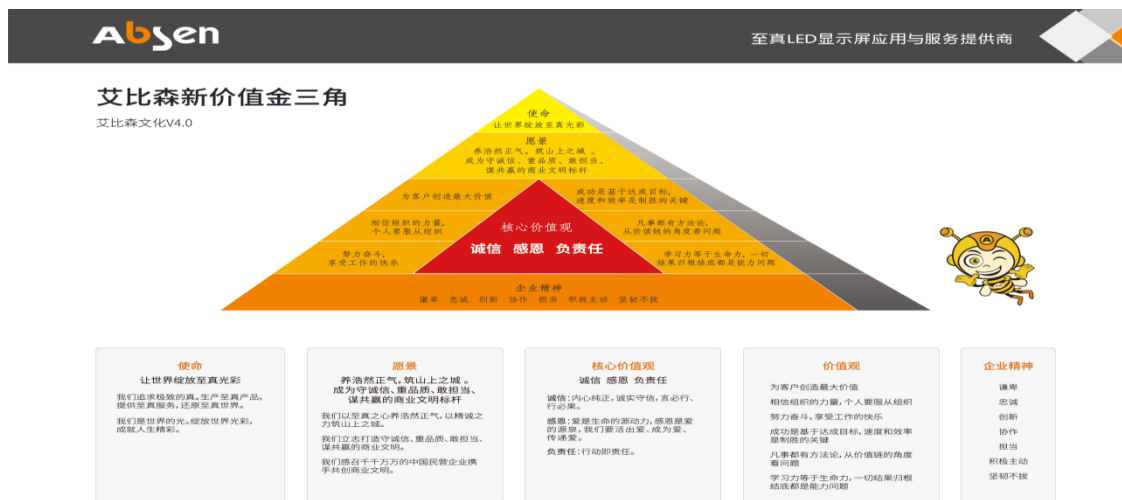 Absen
至真LED显示屏应用与服务提供商
艾比森新价值金三角
艾比森文化V4.0
使命
让世界绽放至真光彩
愿景
养浩然正气，筑山上之城 。
成为守诚信、重品质、敢担当、
谋共赢的商业文明标杆
为客户创造最大价值
成功是基于达成目标，
速度和效率是制胜的关键
相信组织的力量，
个人要服从组织
核心价值观
凡事都有方法论，
从价值链的角度看问题
诚信 感恩 负责任
努力奋斗，
享受工作的快乐
学习力等于生命力，一切
结果归根结底都是能力问题
企业精神
谦卑 忠诚 创新 协作 担当 积极主动 坚韧不拔
使命
让世界绽放至真光彩
我们追求极致的真。生产至真产品，
提供至真服务，还原至真世界。
我们是世界的光。绽放世界光彩，
成就人生精彩。
愿景
养浩然正气，筑山上之城 。
成为守诚信、重品质、敢担当、
谋共赢的商业文明标杆
我们以至真之心养浩然正气，以精诚之
力筑山上之城。
我们立志打造守诚信、重品质、敢担当、
谋共赢的商业文明。
我们感召千千万万的中国民营企业携
手共创商业文明。
核心价值观
诚信 感恩 负责任
诚信：内心纯正，诚实守信，言必行、
行必果。
感恩：爱是生命的源动力，感恩是爱
的源泉，我们要活出爱、成为爱、
传递爱。
负责任：行动即责任。
价值观
为客户创造最大价值
相信组织的力量，个人要服从组织
努力奋斗，享受工作的快乐
成功是基于达成目标，速度和效率
是制胜的关键
凡事都有方法论，从价值链的角度
看问题
学习力等于生命力，一切结果归根
结底都是能力问题
企业精神
谦卑
忠诚
创新
协作
担当
积极主动
坚韧不拔